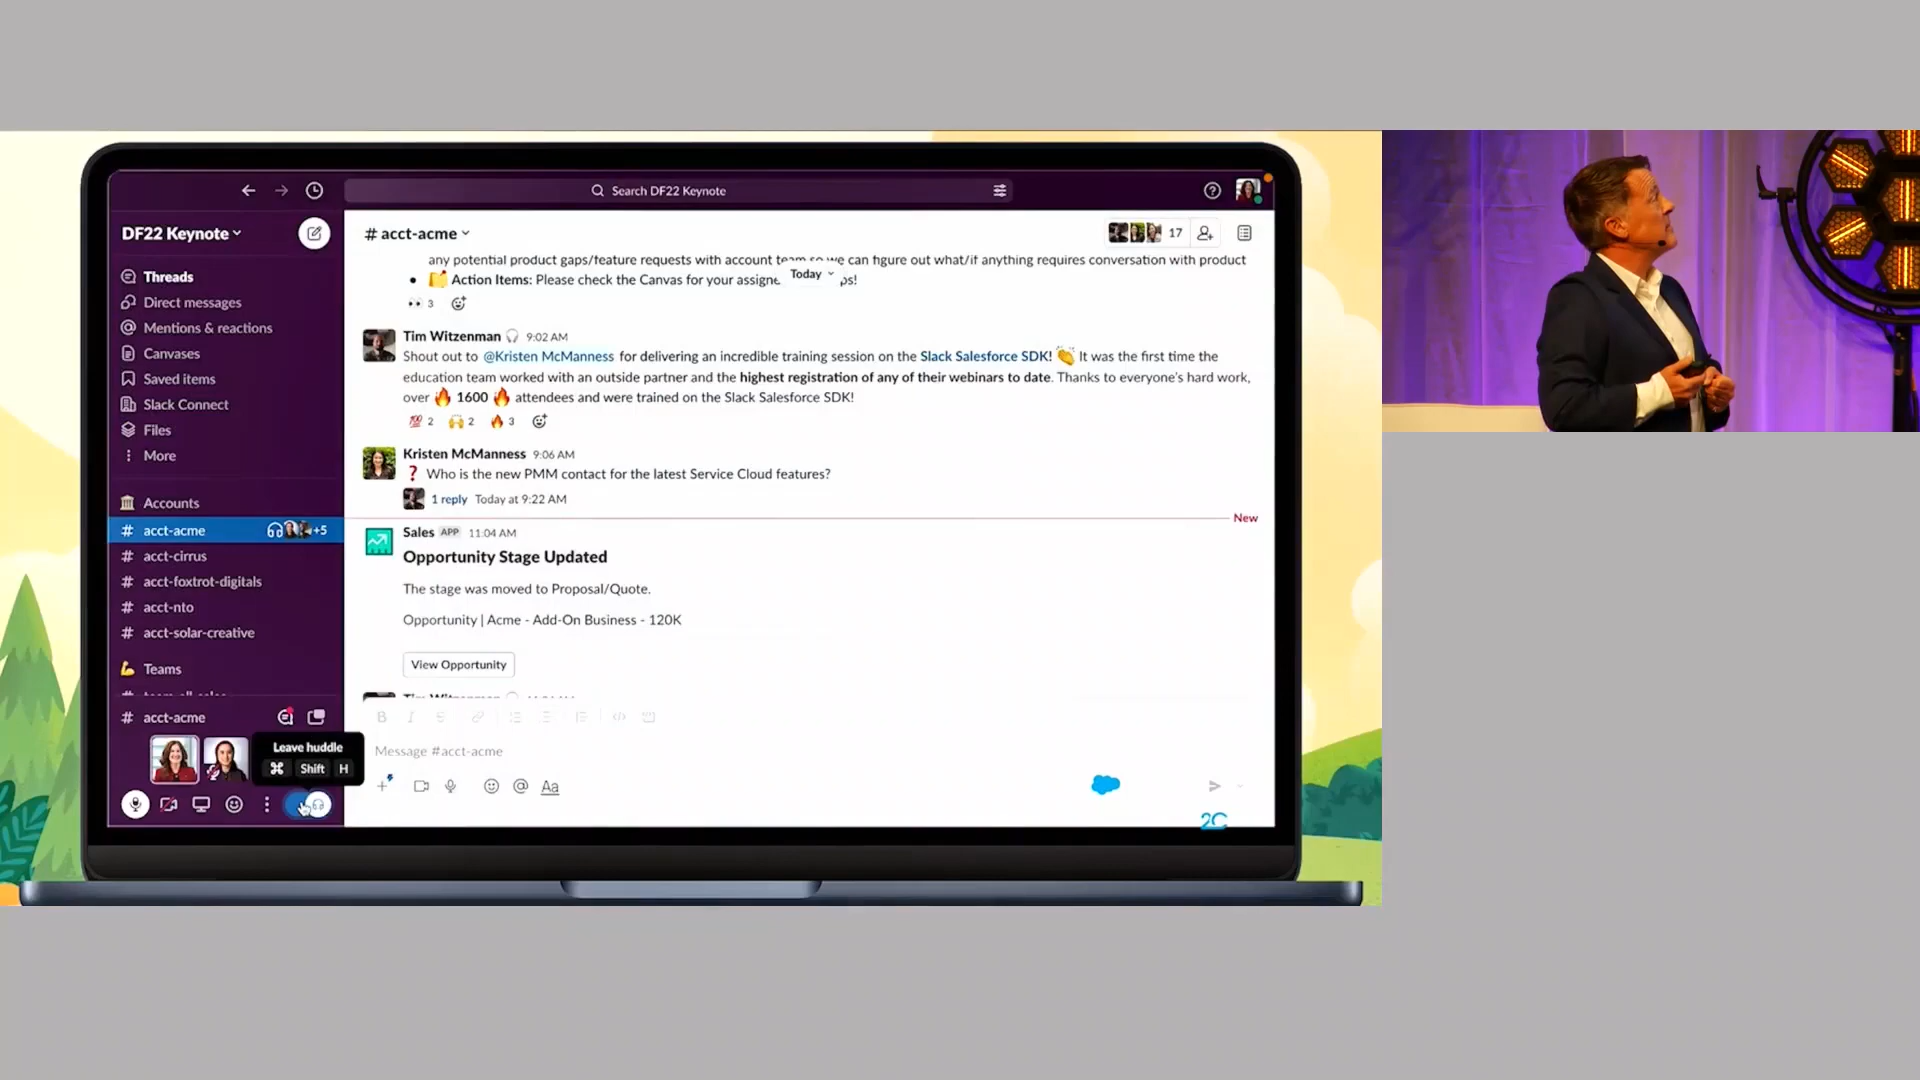 Search DF22 Keynote
DF22 Keynote
Threads
Direct messages
Mentions & reactions
Canvases
Saved items
Slack Connect
Files
More
Accounts
# acct-acme +5
# acct-cirrus
# acct-foxtrot-digitals
# acct-nto
# acct-solar-creative
Teams
# acct-acme
Leave huddle
⌘ Shift H
# acct-acme
17
any potential product gaps/feature requests with account team so we can figure out what/if anything requires conversation with product
Today
• Action Items: Please check the Canvas for your assigne ps!
3
Tim Witzenman 9:02 AM
Shout out to @Kristen McManness for delivering an incredible training session on the Slack Salesforce SDK! 👏 It was the first time the
education team worked with an outside partner and the highest registration of any of their webinars to date. Thanks to everyone's hard work,
over 🔥 1600 🔥 attendees and were trained on the Slack Salesforce SDK!
💯 2 🙌 2 🔥 3
Kristen McManness 9:06 AM
❓ Who is the new PMM contact for the latest Service Cloud features?
1 reply Today at 9:22 AM
New
Sales APP 11:04 AM
Opportunity Stage Updated
The stage was moved to Proposal/Quote.
Opportunity | Acme - Add-On Business - 120K
View Opportunity
B I S
Message #acct-acme
@ Aa